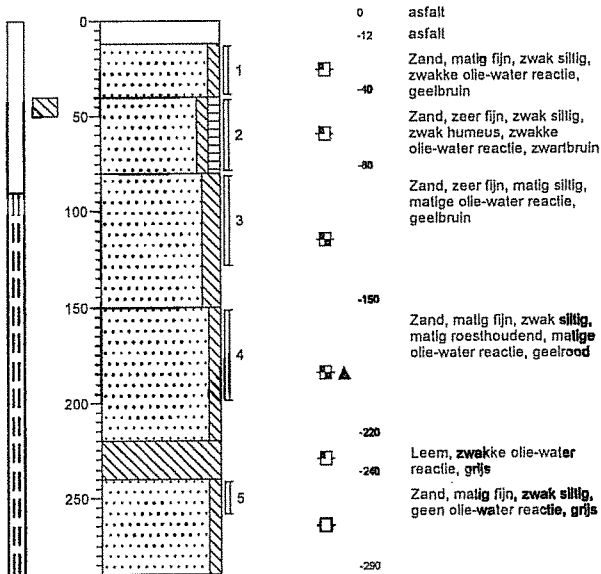 0 asfalt
-12 asfalt
Zand, matig fijn, zwak siltig,
zwakke olie-water reactie,
geelbruin
-40
Zand, zeer fijn, zwak siltig,
zwak humeus, zwakke
olie-water reactie, zwartbruin
-80
Zand, zeer fijn, matig siltig,
matige olie-water reactie,
geelbruin
-150
Zand, matig fijn, zwak siltig,
matig roesthoudend, matige
olie-water reactie, geelrood
-220
Leem, zwakke olie-water
reactie, grijs
-240
Zand, matig fijn, zwak siltig,
geen olie-water reactie, grijs
-290
0
50
100
150
200
250
1
2
3
4
5